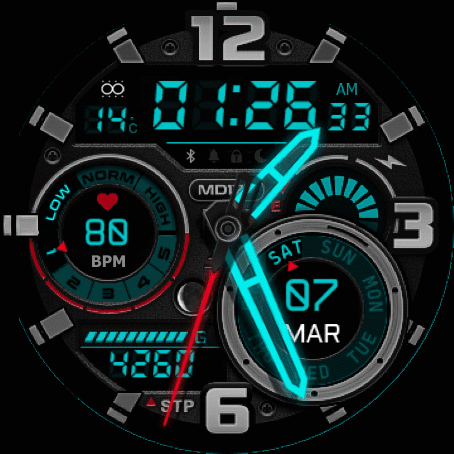 12
01:26 AM
14°C 33
MD
LOW NORM HIGH
80
BPM
1 2 3 4 5
3
SAT SUN MON TUE
07
MAR
G
4260
STP
6